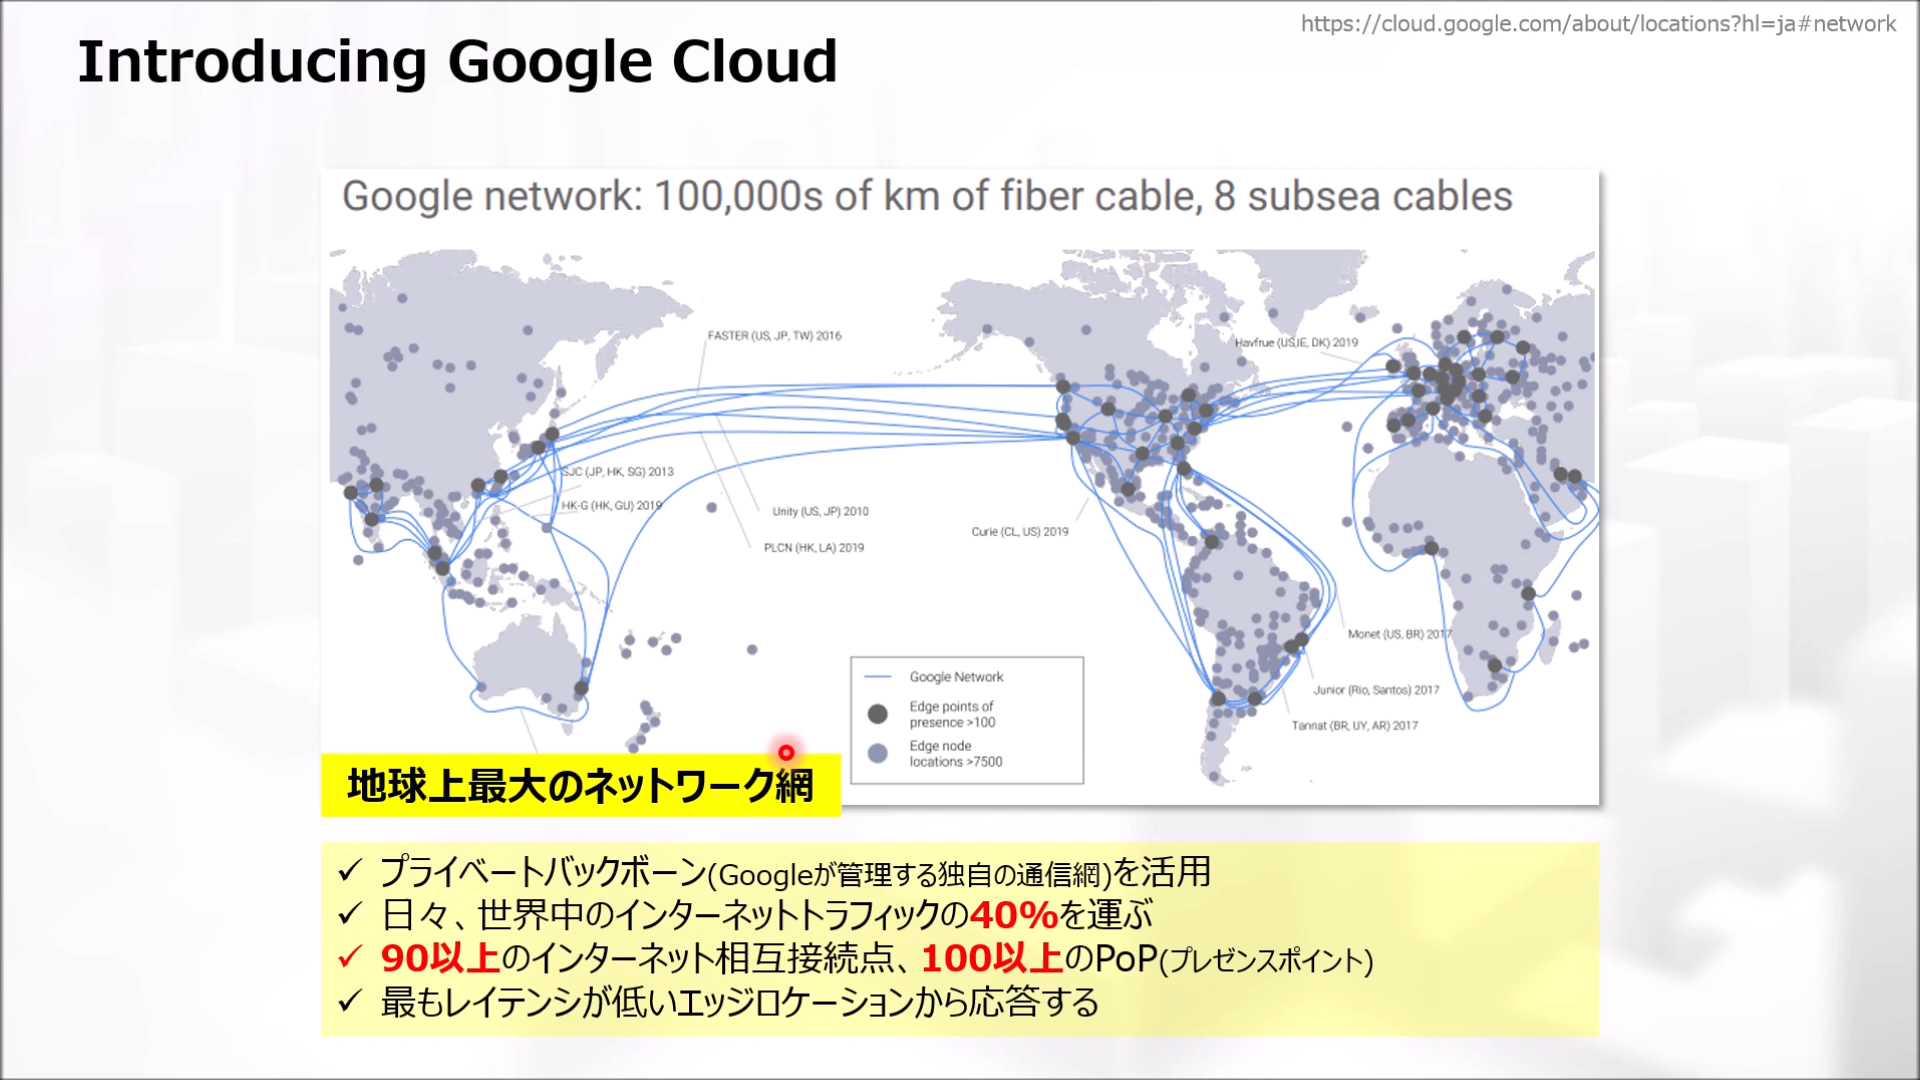 https://cloud.google.com/about/locations?hl=ja#network
Introducing Google Cloud
Google network: 100,000s of km of fiber cable, 8 subsea cables
FASTER (US, JP, TW) 2016
Havfrue (US,IE, DK) 2019
SJC (JP, HK, SG) 2013
HK-G (HK, GU) 2019
Unity (US, JP) 2010
PLCN (HK, LA) 2019
Curie (CL, US) 2019
Monet (US, BR) 2017
Junior (Rio, Santos) 2017
Tannat (BR, UY, AR) 2017
Google Network
Edge points of
presence >100
Edge node
locations >7500
地球上最大のネットワーク網
✓ プライベートバックボーン(Googleが管理する独自の通信網)を活用
✓ 日々、世界中のインターネットトラフィックの40%を運ぶ
✓ 90以上のインターネット相互接続点、100以上のPoP(プレゼンスポイント)
✓ 最もレイテンシが低いエッジロケーションから応答する